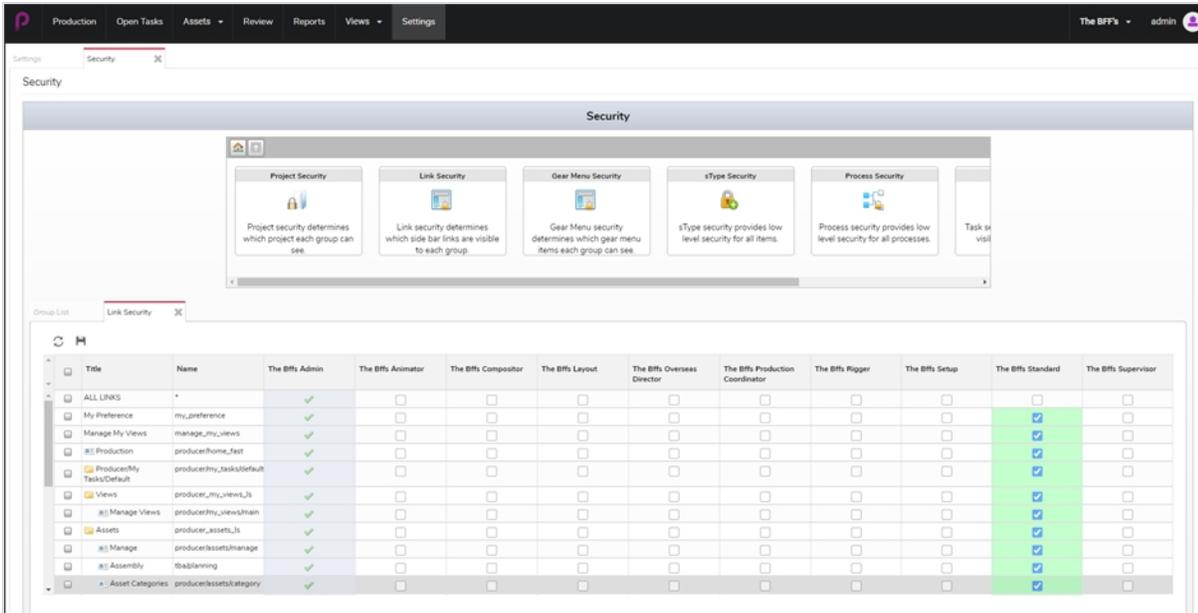 Production Open Tasks Assets Review Reports Views Settings The BFF's admin
Settings Security
Security
Security
Project Security Link Security Gear Menu Security sType Security Process Security
Project security determines Link security determines Gear Menu security sType security provides low Process security provides low Task se
which project each group can which side bar links are visible determines which gear menu level security for all items. level security for all processes. visil
see. to each group. items each group can see.
Group List Link Security
Title Name The Bffs Admin The Bffs Animator The Bffs Compositor The Bffs Layout The Bffs Overseas The Bffs Production The Bffs Rigger The Bffs Setup The Bffs Standard The Bffs Supervisor
Director Coordinator
ALL LINKS *
My Preference my_preference
Manage My Views manage_my_views
Production producer/home_fast
Producer/My producer/my_tasks/default
Tasks/Default
Views producer_my_views_ls
Manage Views producer/my_views/main
Assets producer_assets_ls
Manage producer/assets/manage
Assembly tba/planning
Asset Categories producer/assets/category